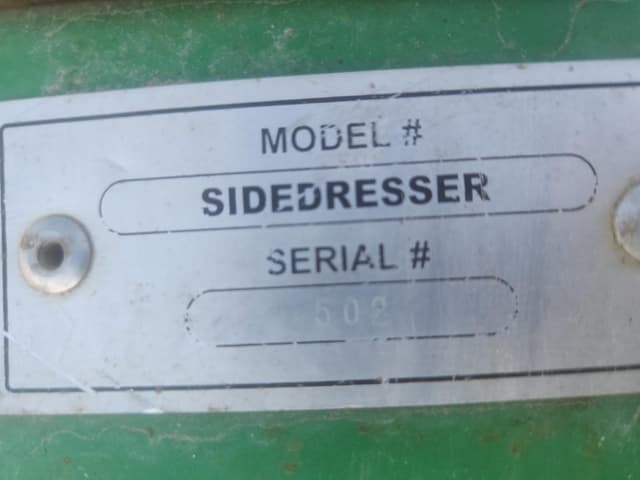 MODEL #
SIDEDRESSER
SERIAL #
502